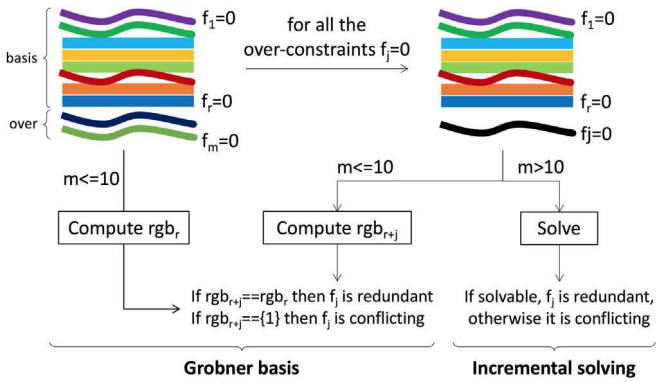 f₁=0
for all the
over-constraints fⱼ=0
f₁=0
basis
fᵣ=0
fᵣ=0
over
fₘ=0
fj=0
m<=10
m<=10
m>10
Compute rgbᵣ
Compute rgbᵣ₊ⱼ
Solve
If rgbᵣ₊ⱼ==rgbᵣ then fⱼ is redundant
If rgbᵣ₊ⱼ=={1} then fⱼ is conflicting
If solvable, fⱼ is redundant,
otherwise it is conflicting
Grobner basis
Incremental solving